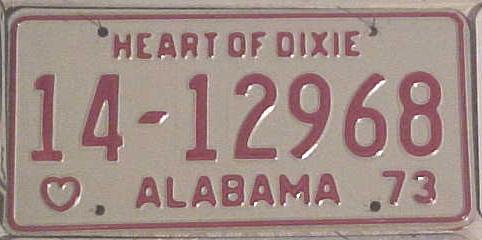 HEART OF DIXIE
14-12968
ALABAMA 73